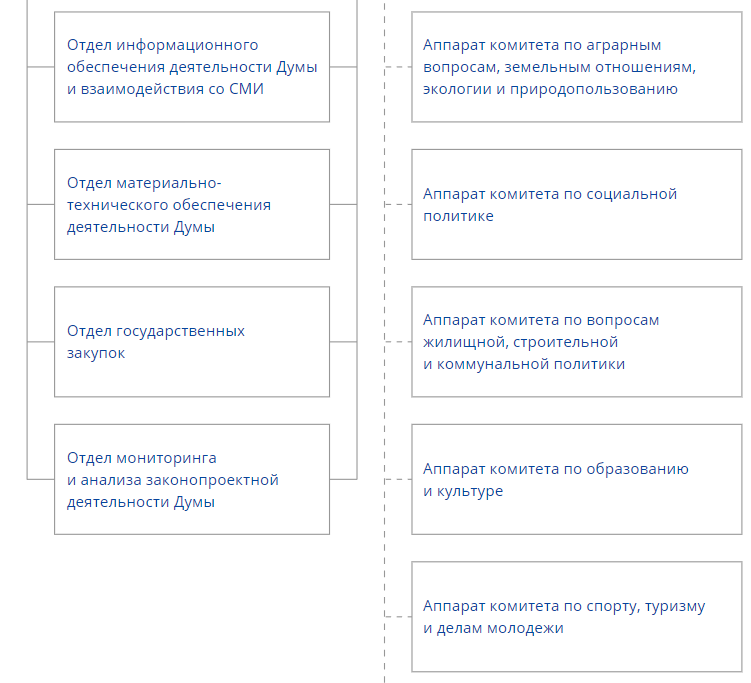 Отдел информационного
обеспечения деятельности Думы
и взаимодействия со СМИ
Отдел материально-
технического обеспечения
деятельности Думы
Отдел государственных
закупок
Отдел мониторинга
и анализа законопроектной
деятельности Думы
Аппарат комитета по аграрным
вопросам, земельным отношениям,
экологии и природопользованию
Аппарат комитета по социальной
политике
Аппарат комитета по вопросам
жилищной, строительной
и коммунальной политики
Аппарат комитета по образованию
и культуре
Аппарат комитета по спорту, туризму
и делам молодежи